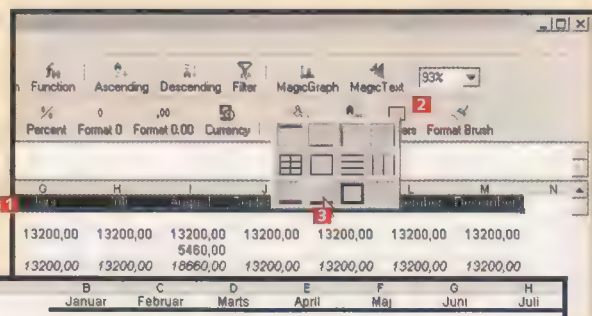 Function Ascending Descending Filter MagicGraph MagicText 93%
Percent Format 0 Format 0.00 Currency Format Brush
2
G H I J L M N
1
3
13200,00 13200,00 13200,00 13200,00 13200,00 13200,00 13200,00
5460,00
13200,00 13200,00 18660,00 13200,00 13200,00 13200,00 13200,00
B C D E F G H
Januar Februar Marts April Maj Juni Juli